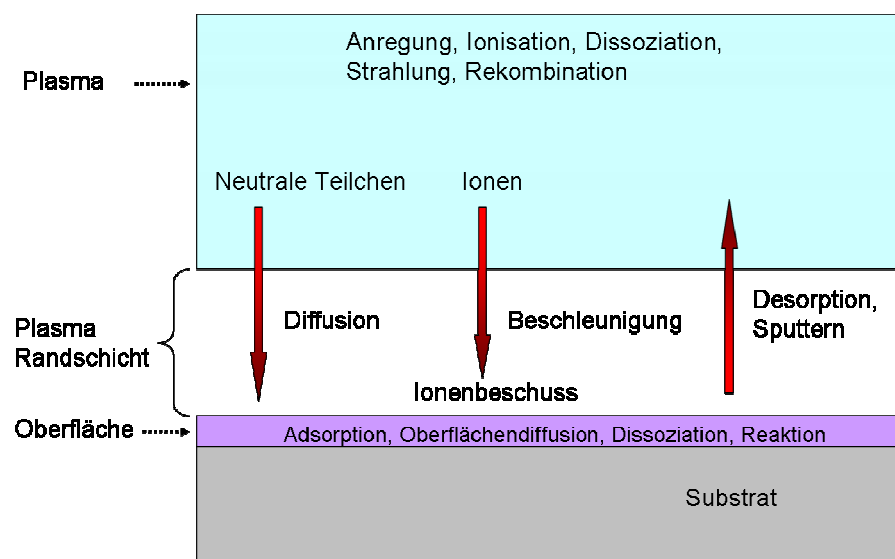 Anregung, Ionisation, Dissoziation,
Strahlung, Rekombination
Plasma
Neutrale Teilchen
Ionen
Plasma
Randschicht
Diffusion
Beschleunigung
Desorption,
Sputtern
Ionenbeschuss
Oberfläche
Adsorption, Oberflächendiffusion, Dissoziation, Reaktion
Substrat